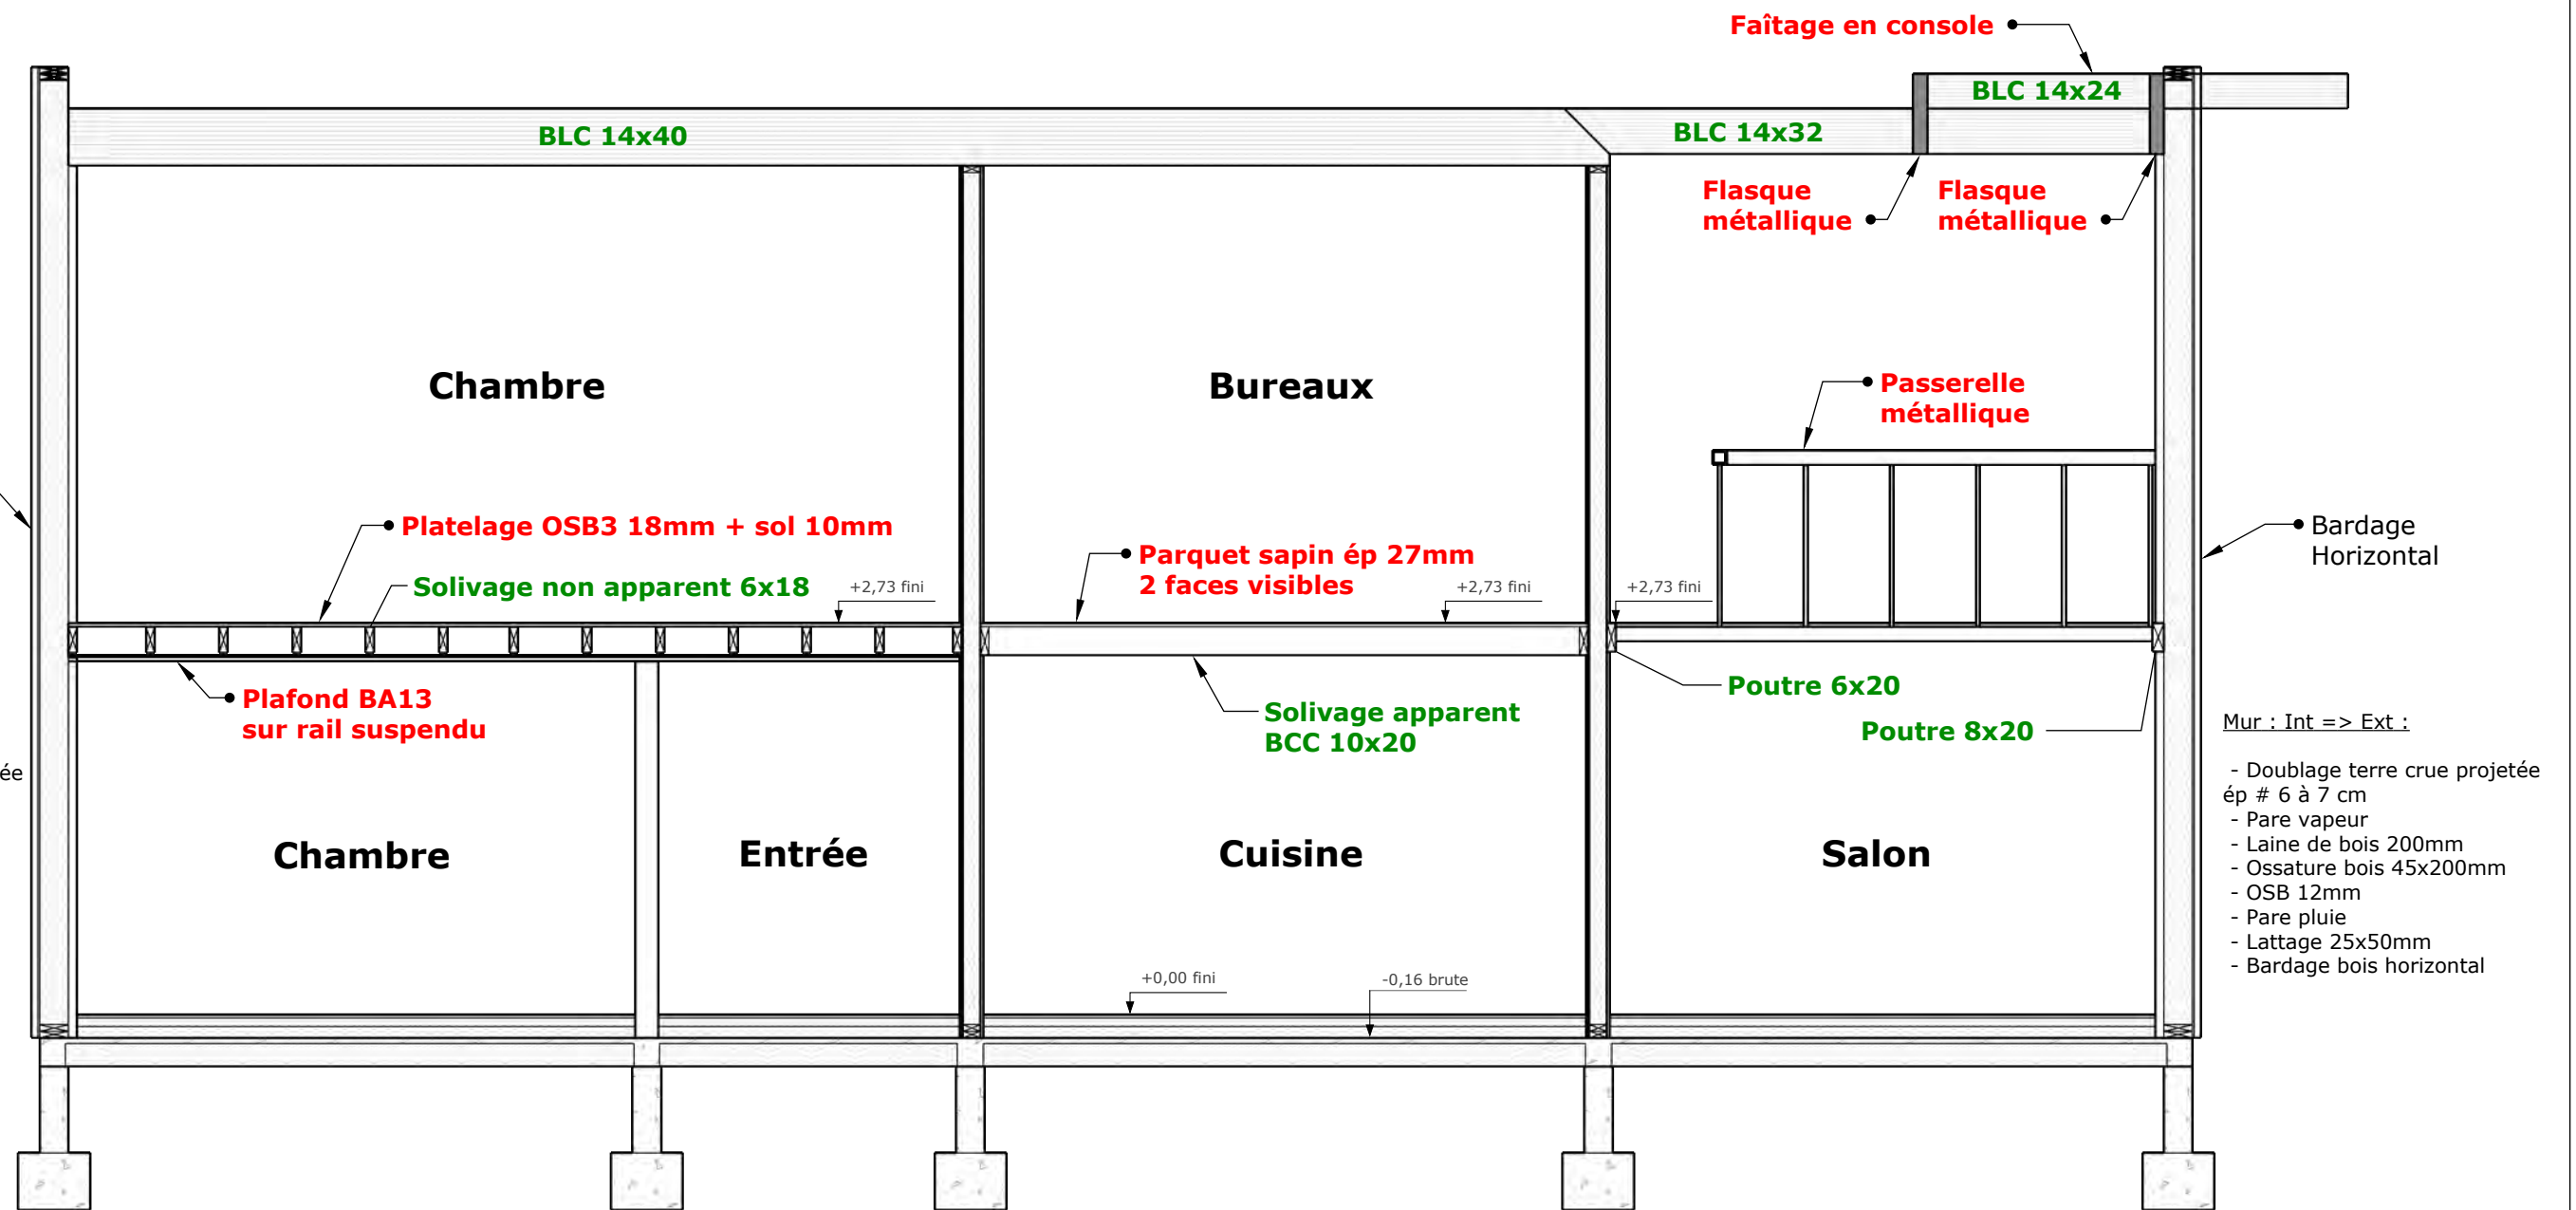 Faîtage en console
BLC 14x24
BLC 14x40
BLC 14x32
Flasque
métallique
Flasque
métallique
Chambre
Bureaux
Passerelle
métallique
Platelage OSB3 18mm + sol 10mm
Parquet sapin ép 27mm
2 faces visibles
Bardage
Horizontal
Solivage non apparent 6x18
+2,73 fini
+2,73 fini
+2,73 fini
Plafond BA13
sur rail suspendu
Solivage apparent
BCC 10x20
Poutre 6x20
Poutre 8x20
Mur : Int => Ext :
ée
- Doublage terre crue projetée
ép # 6 à 7 cm
- Pare vapeur
- Laine de bois 200mm
- Ossature bois 45x200mm
- OSB 12mm
- Pare pluie
- Lattage 25x50mm
- Bardage bois horizontal
Chambre
Entrée
Cuisine
Salon
+0,00 fini
-0,16 brute